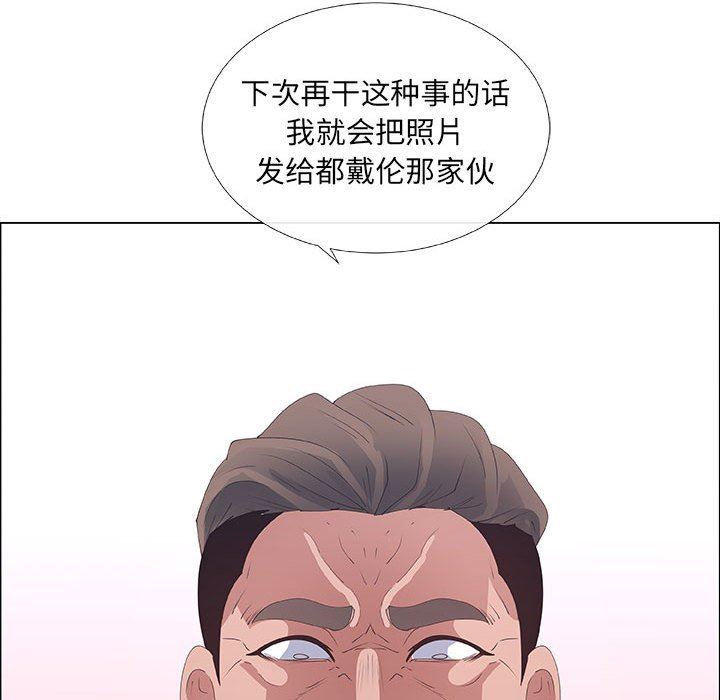 下次再干这种事的话
我就会把照片
发给都戴伦那家伙